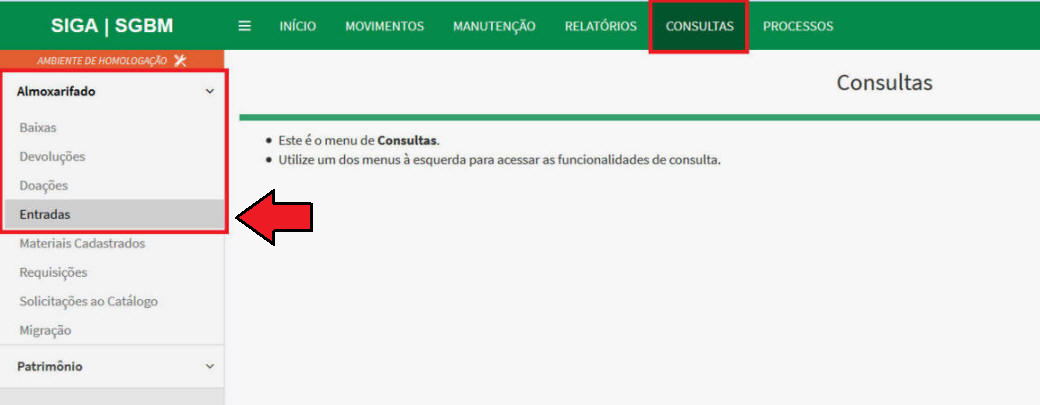 SIGA | SGBM
INÍCIO MOVIMENTOS MANUTENÇÃO RELATÓRIOS CONSULTAS PROCESSOS
AMBIENTE DE HOMOLOGAÇÃO
Almoxarifado
Baixas
Devoluções
Doações
Entradas
Materiais Cadastrados
Requisições
Solicitações ao Catálogo
Migração
Patrimônio
Consultas
Este é o menu de Consultas.
Utilize um dos menus à esquerda para acessar as funcionalidades de consulta.